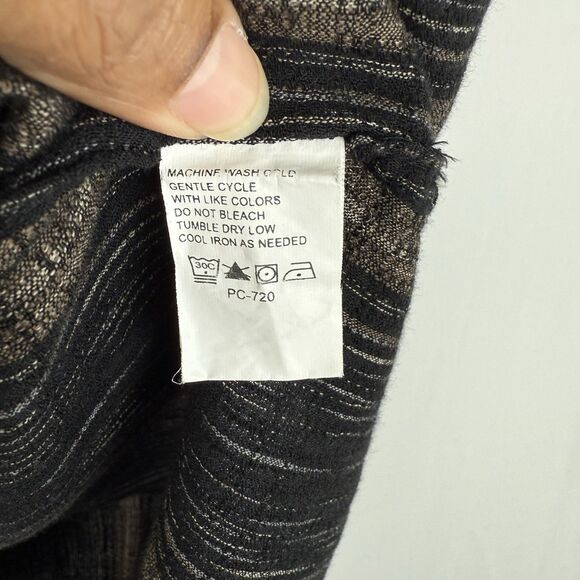 MACHINE WASH COLD
GENTLE CYCLE
WITH LIKE COLORS
DO NOT BLEACH
TUMBLE DRY LOW
COOL IRON AS NEEDED
30C
PC-720